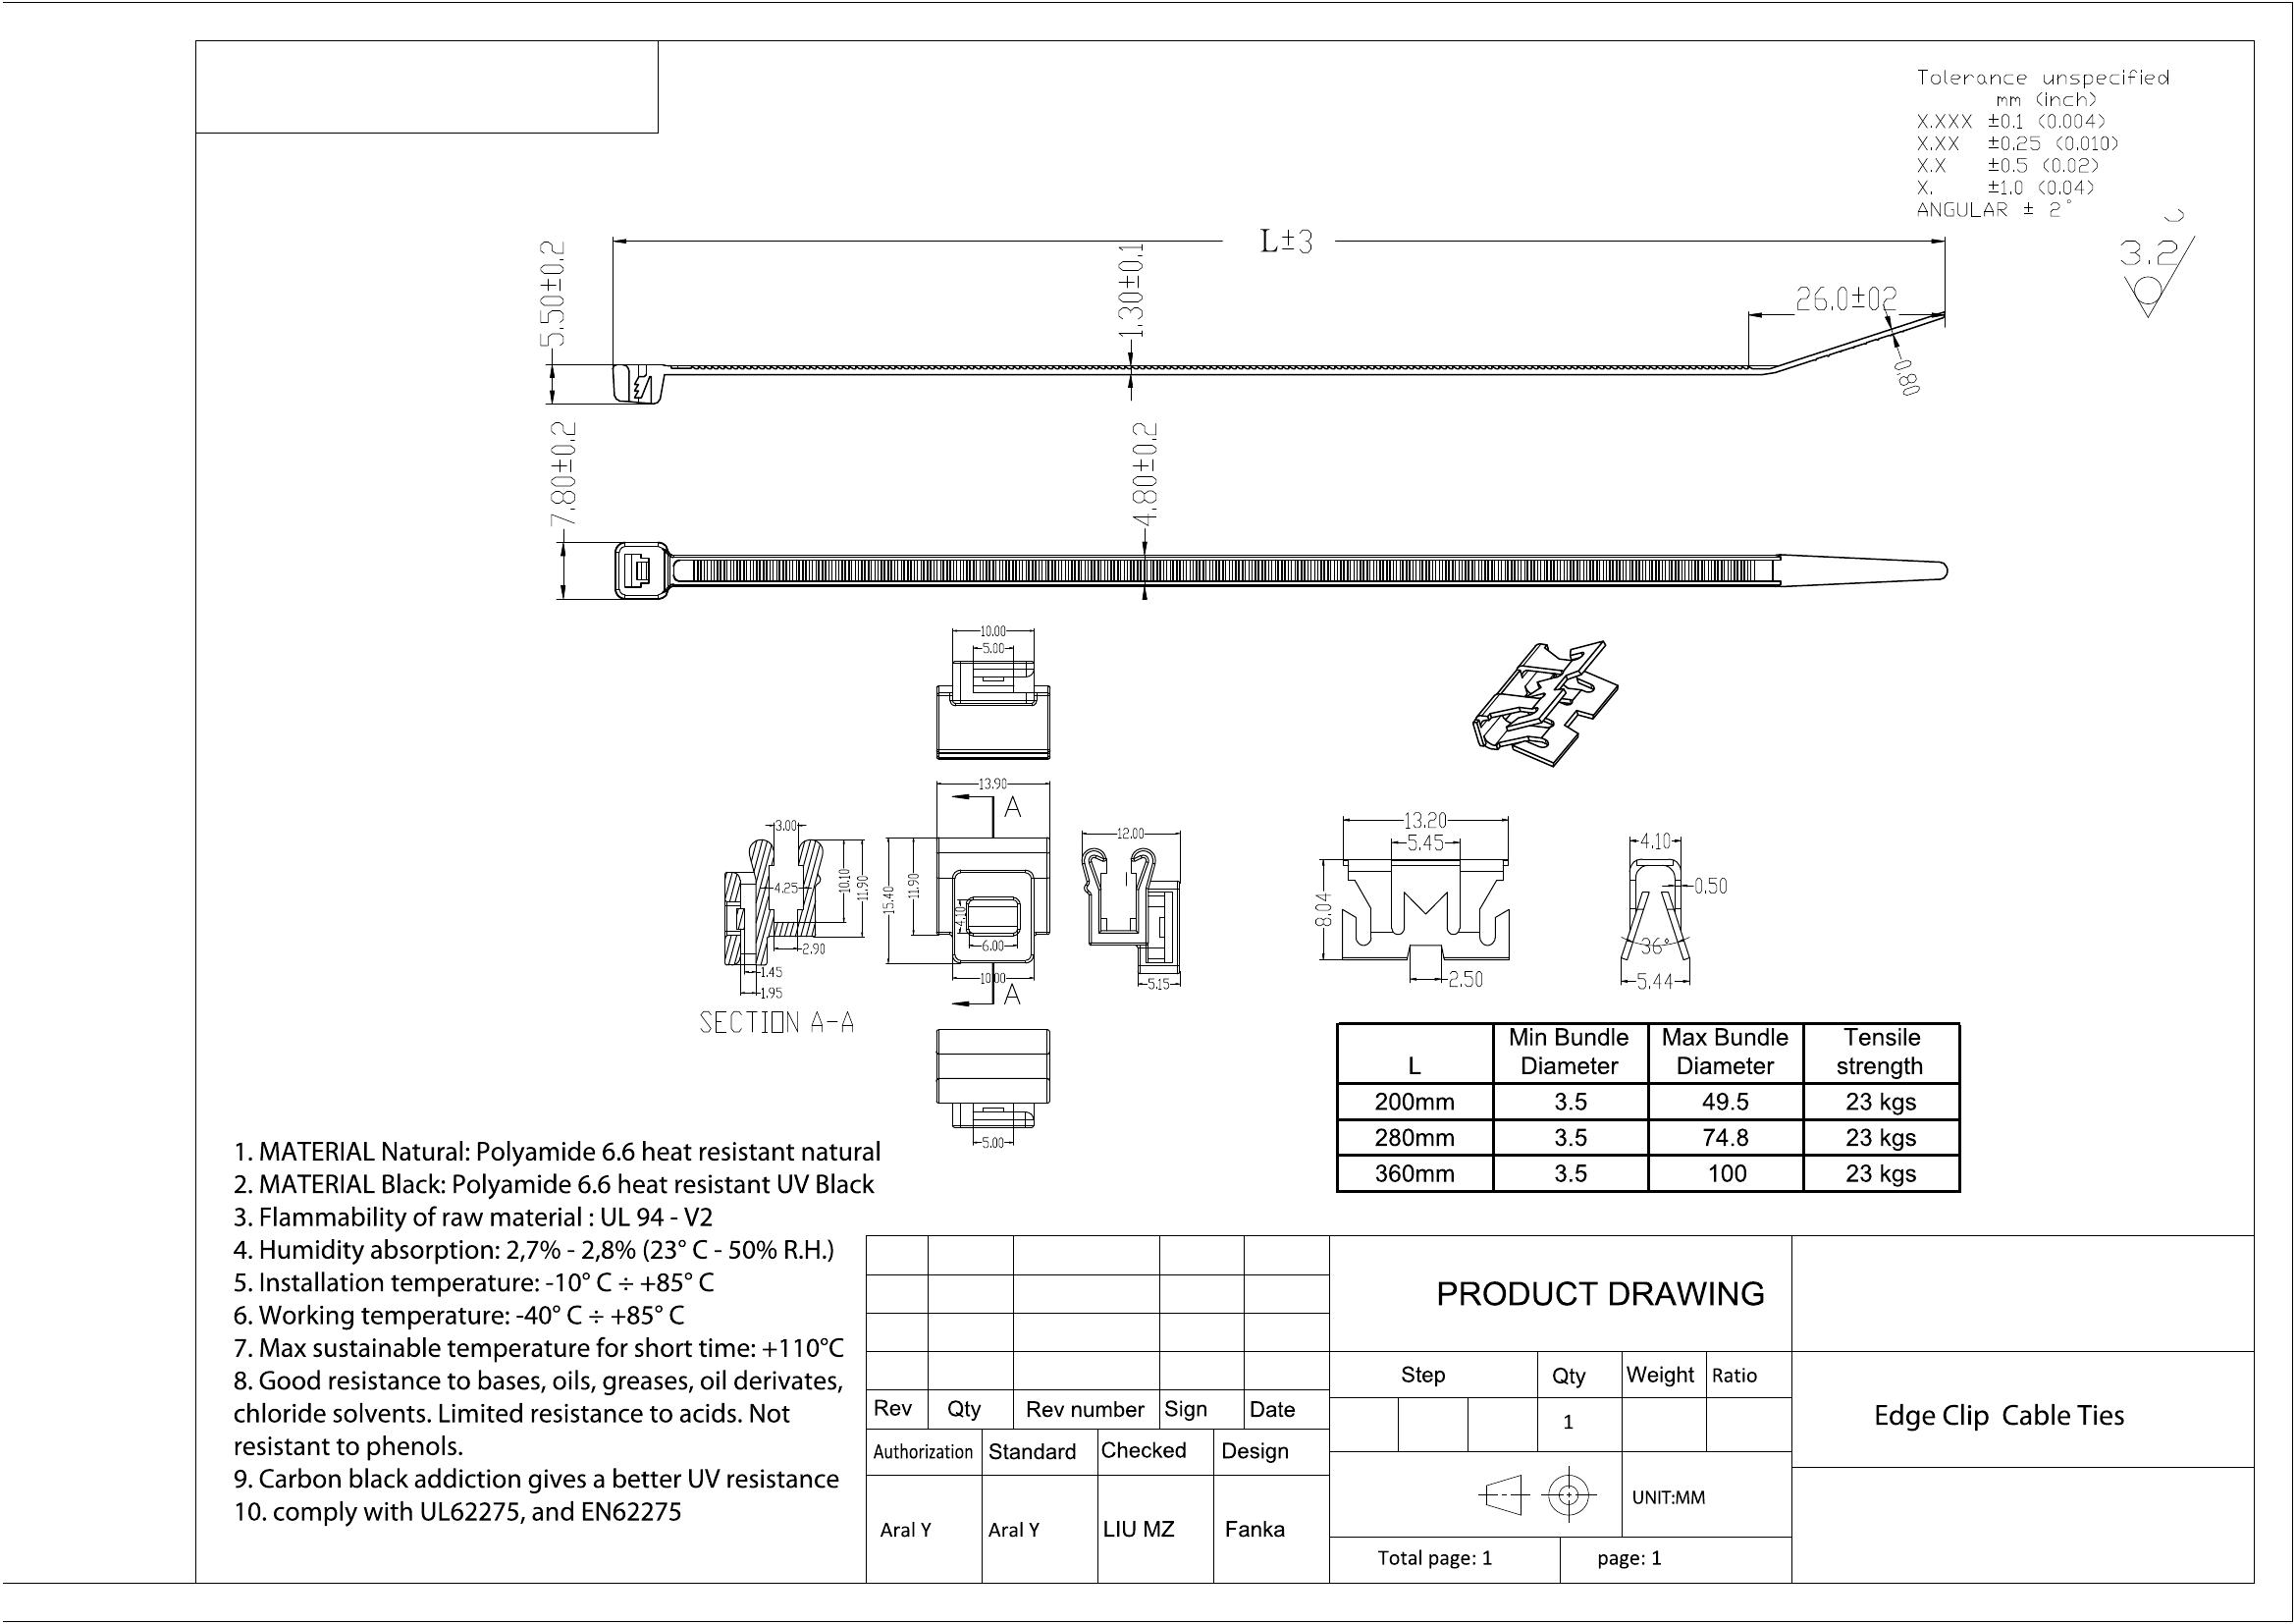 Tolerance unspecified
mm (inch)
X.XXX ±0.1 (0.004)
X.XX ±0.25 (0.010)
X.X ±0.5 (0.02)
X. ±1.0 (0.04)
ANGULAR ± 2°
3.2
L±3
5.50±0.2
1.30±0.1
26.0±02
0.80
7.80±0.2
4.80±0.2
10.00
5.00
13.90
A
3.00
4.25
10.10
11.90
2.90
1.45
1.95
SECTION A-A
15.40
11.90
4.10
6.00
10.00
A
12.00
5.15
5.00
13.20
5.45
8.04
2.50
4.10
0.50
36°
5.44
L Min Bundle Diameter Max Bundle Diameter Tensile strength
200mm 3.5 49.5 23 kgs
280mm 3.5 74.8 23 kgs
360mm 3.5 100 23 kgs
1. MATERIAL Natural: Polyamide 6.6 heat resistant natural
2. MATERIAL Black: Polyamide 6.6 heat resistant UV Black
3. Flammability of raw material : UL 94 - V2
4. Humidity absorption: 2,7% - 2,8% (23° C - 50% R.H.)
5. Installation temperature: -10° C ÷ +85° C
6. Working temperature: -40° C ÷ +85° C
7. Max sustainable temperature for short time: +110°C
8. Good resistance to bases, oils, greases, oil derivates,
chloride solvents. Limited resistance to acids. Not
resistant to phenols.
9. Carbon black addiction gives a better UV resistance
10. comply with UL62275, and EN62275
Rev Qty Rev number Sign Date
Authorization Standard Checked Design
Aral Y Aral Y LIU MZ Fanka
PRODUCT DRAWING
Step Qty Weight Ratio
1
UNIT:MM
Total page: 1 page: 1
Edge Clip Cable Ties